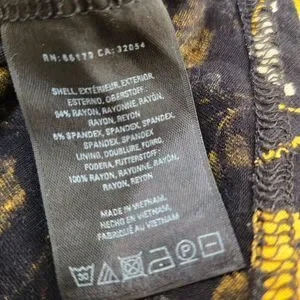 RN: 66170 CA: 32054
SHELL, EXTÉRIEUR, EXTERIOR,
ESTERNO, OBERSTOFF:
94% RAYON, RAYONNE, RAYÓN,
RAYON, REYON
6% SPANDEX, SPANDEX, SPANDEX,
SPANDEX, SPANDEX
LINING, DOUBLURE, FORRO,
FODERA, FUTTERSTOFF:
100% RAYON, RAYONNE, RAYÓN,
RAYON, REYON
MADE IN VIETNAM,
HECHO EN VIETNAM,
FABRIQUÉ AU VIETNAM